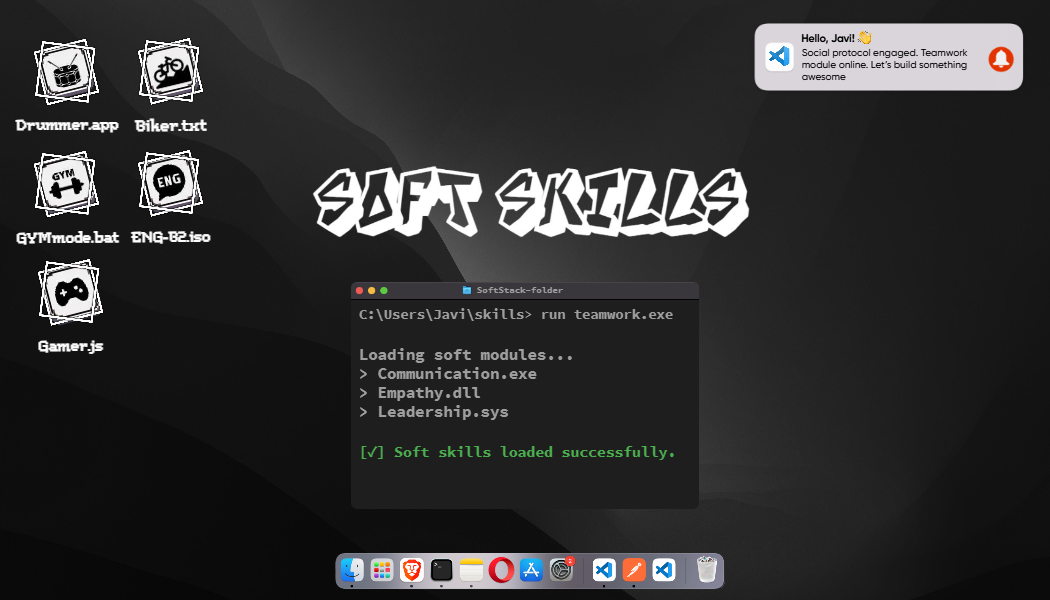 Hello, Javi! 👋
Social protocol engaged. Teamwork
module online. Let's build something
awesome
Drummer.app
Biker.txt
GYM
ENG
GYMmode.bat
ENG-B2.iso
Gamer.js
SOFT SKILLS
SoftStack-folder
C:\Users\Javi\skills> run teamwork.exe
Loading soft modules...
> Communication.exe
> Empathy.dll
> Leadership.sys
[✓] Soft skills loaded successfully.